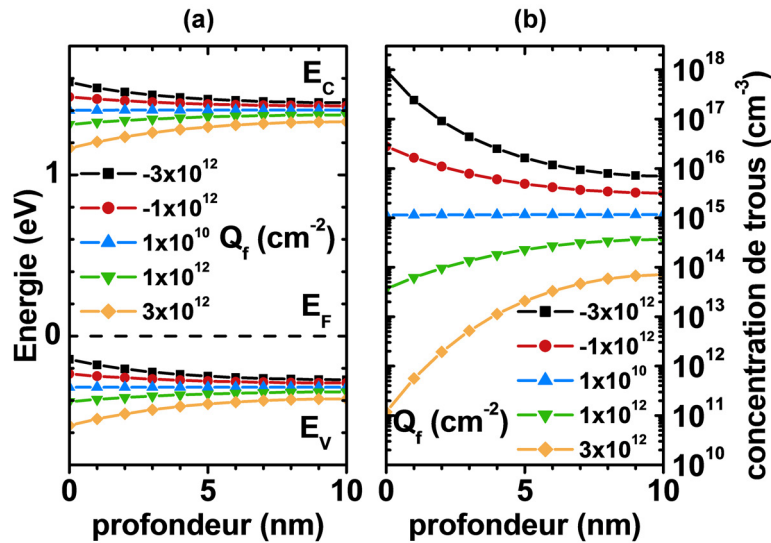 (a)
E_C
1
-3x10^12
-1x10^12
1x10^10
1x10^12
3x10^12
Q_f (cm^-2)
E_F
0
E_V
Energie (eV)
0 5 10
profondeur (nm)
(b)
10^18
10^17
10^16
10^15
10^14
10^13
10^12
10^11
10^10
concentration de trous (cm^-3)
-3x10^12
-1x10^12
1x10^10
1x10^12
3x10^12
Q_f (cm^-2)
0 5 10
profondeur (nm)